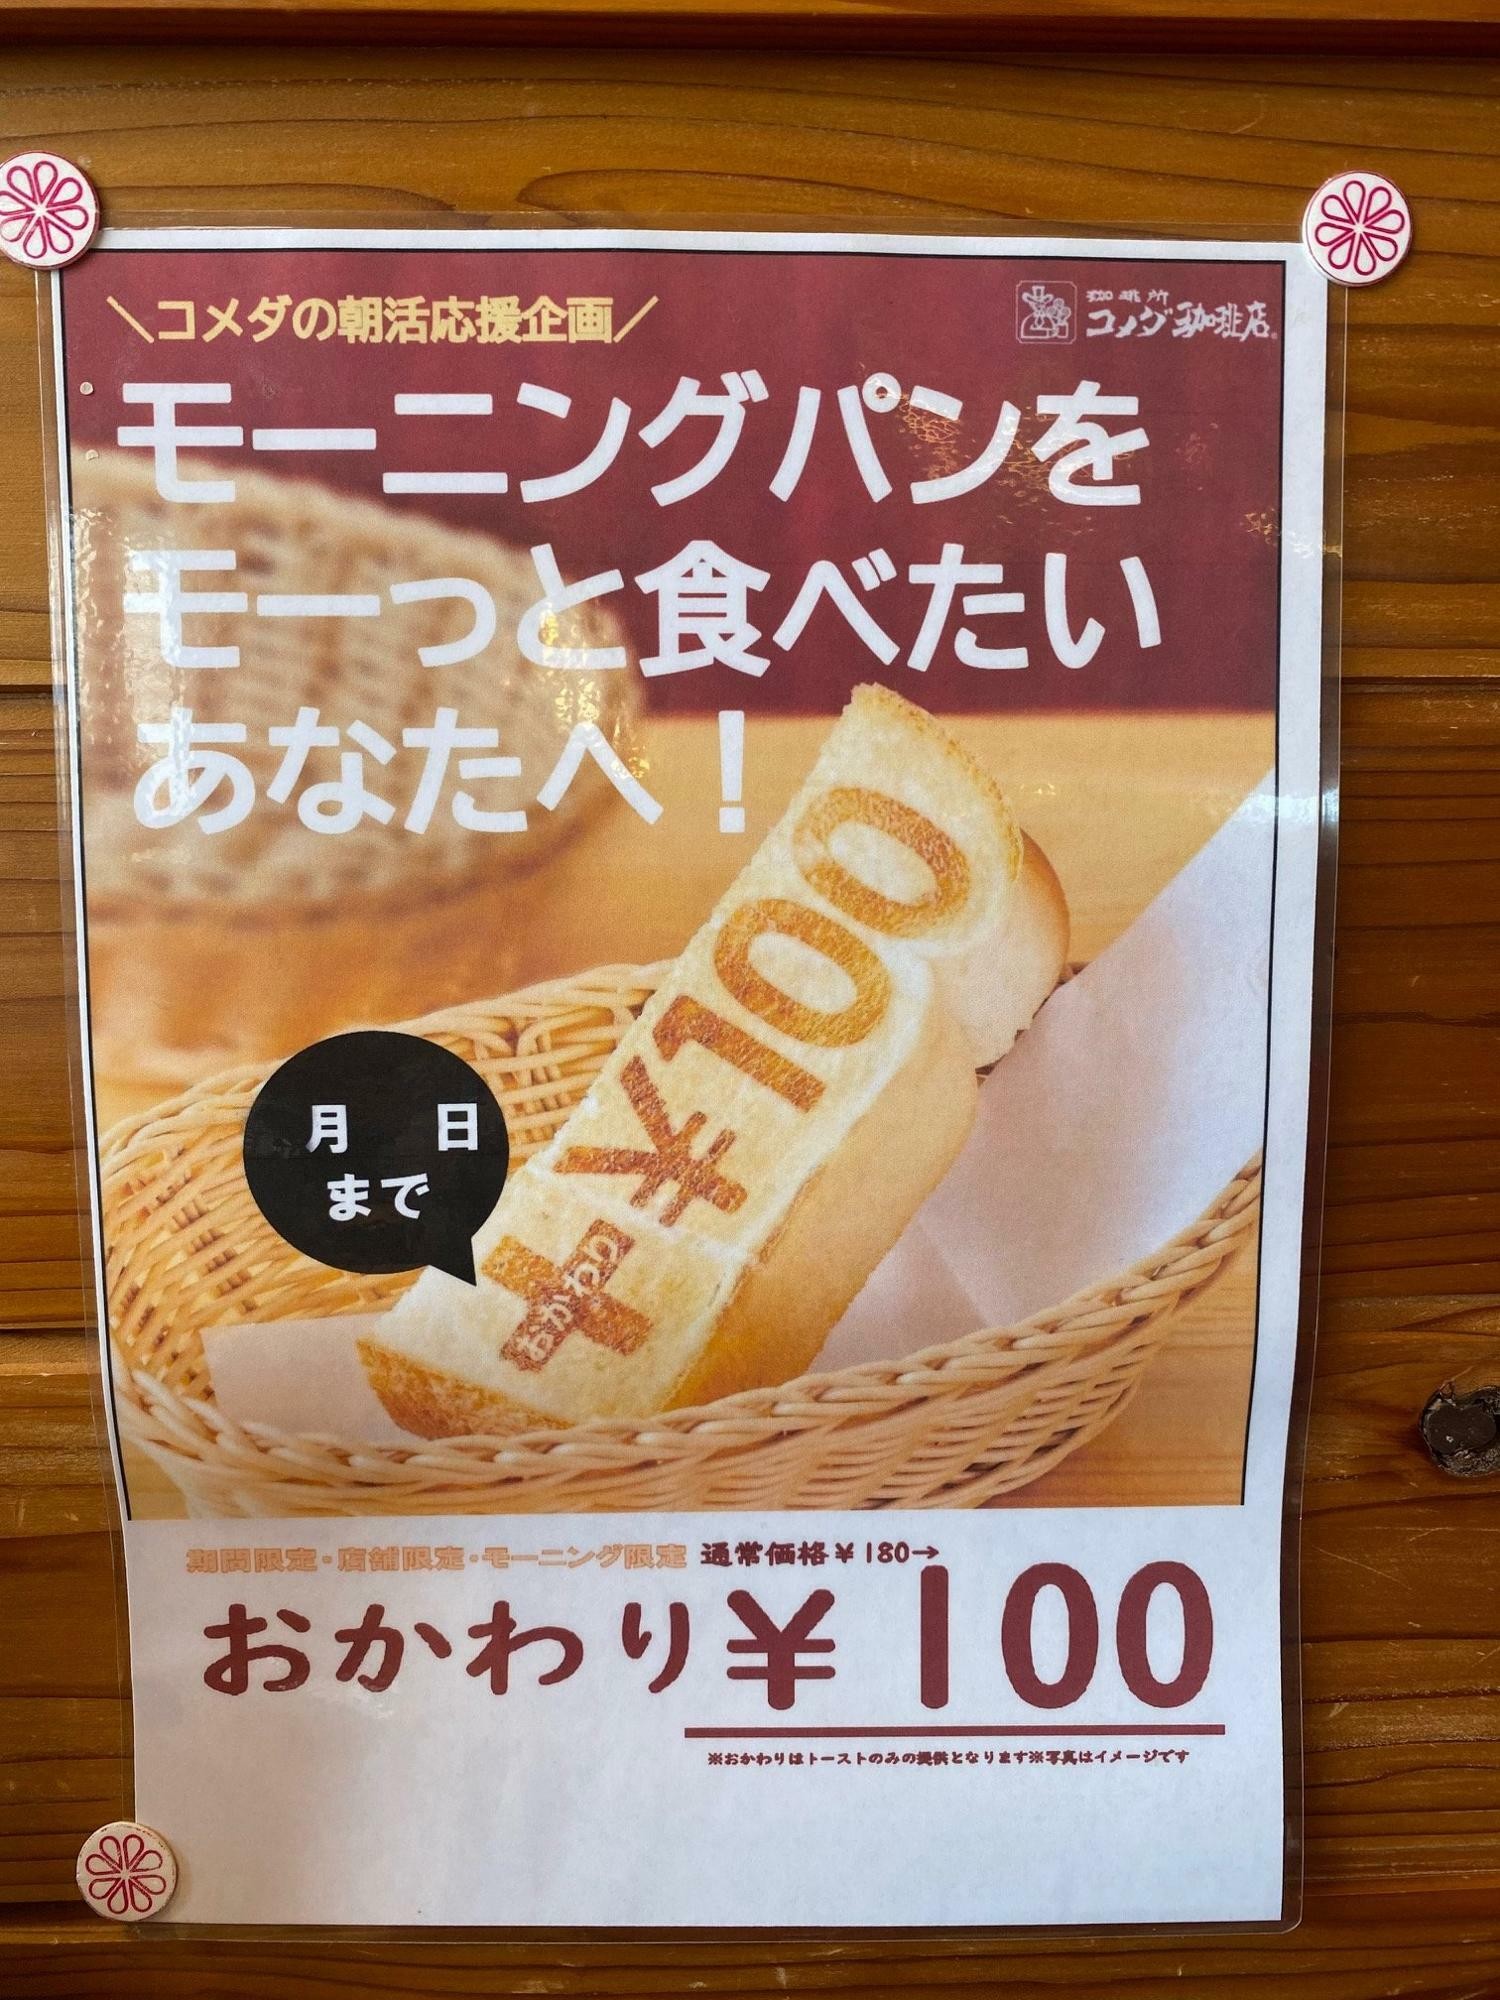 ＼コメダの朝活応援企画／
珈琲所
コメダ珈琲店
モーニングパンを
モーっと食べたい
あなたへ！
¥100
おかわり
月 日
まで
期間限定・店舗限定・モーニング限定 通常価格¥180→
おかわり¥100
※おかわりはトーストのみの提供となります※写真はイメージです